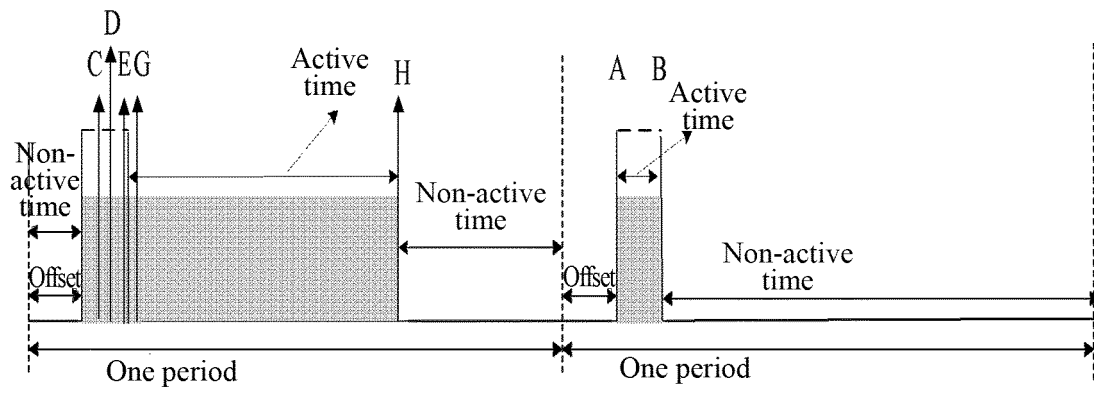 D
C
E G
Active
time
H
A
B
Active
time
Non-
active
time
Non-active
time
Non-active
time
Offset
Offset
One period
One period